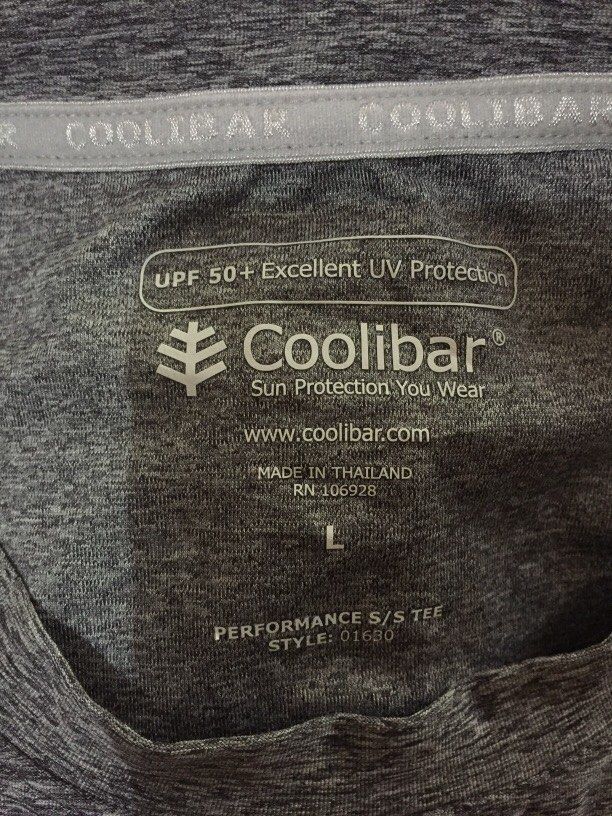 COOLIBAR COOLIBAR
UPF 50+ Excellent UV Protection
Coolibar®
Sun Protection You Wear
www.coolibar.com
MADE IN THAILAND
RN 106928
L
PERFORMANCE S/S TEE
STYLE: 01630